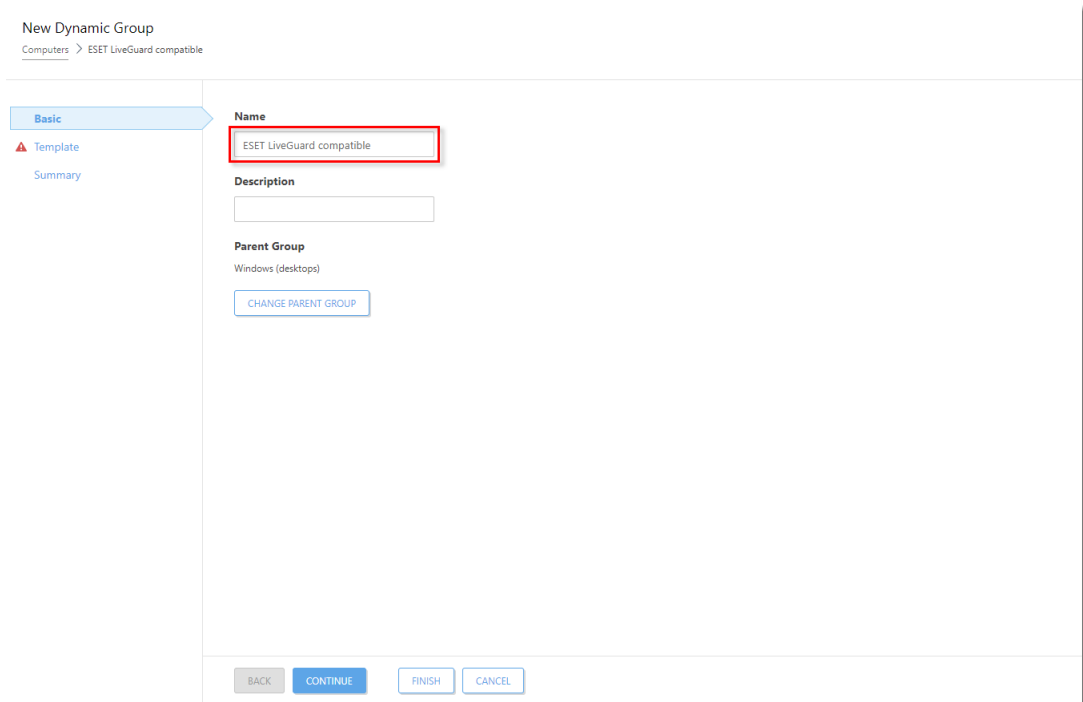 New Dynamic Group
Computers > ESET LiveGuard compatible
Basic
Template
Summary
Name
ESET LiveGuard compatible
Description
Parent Group
Windows (desktops)
CHANGE PARENT GROUP
BACK CONTINUE FINISH CANCEL